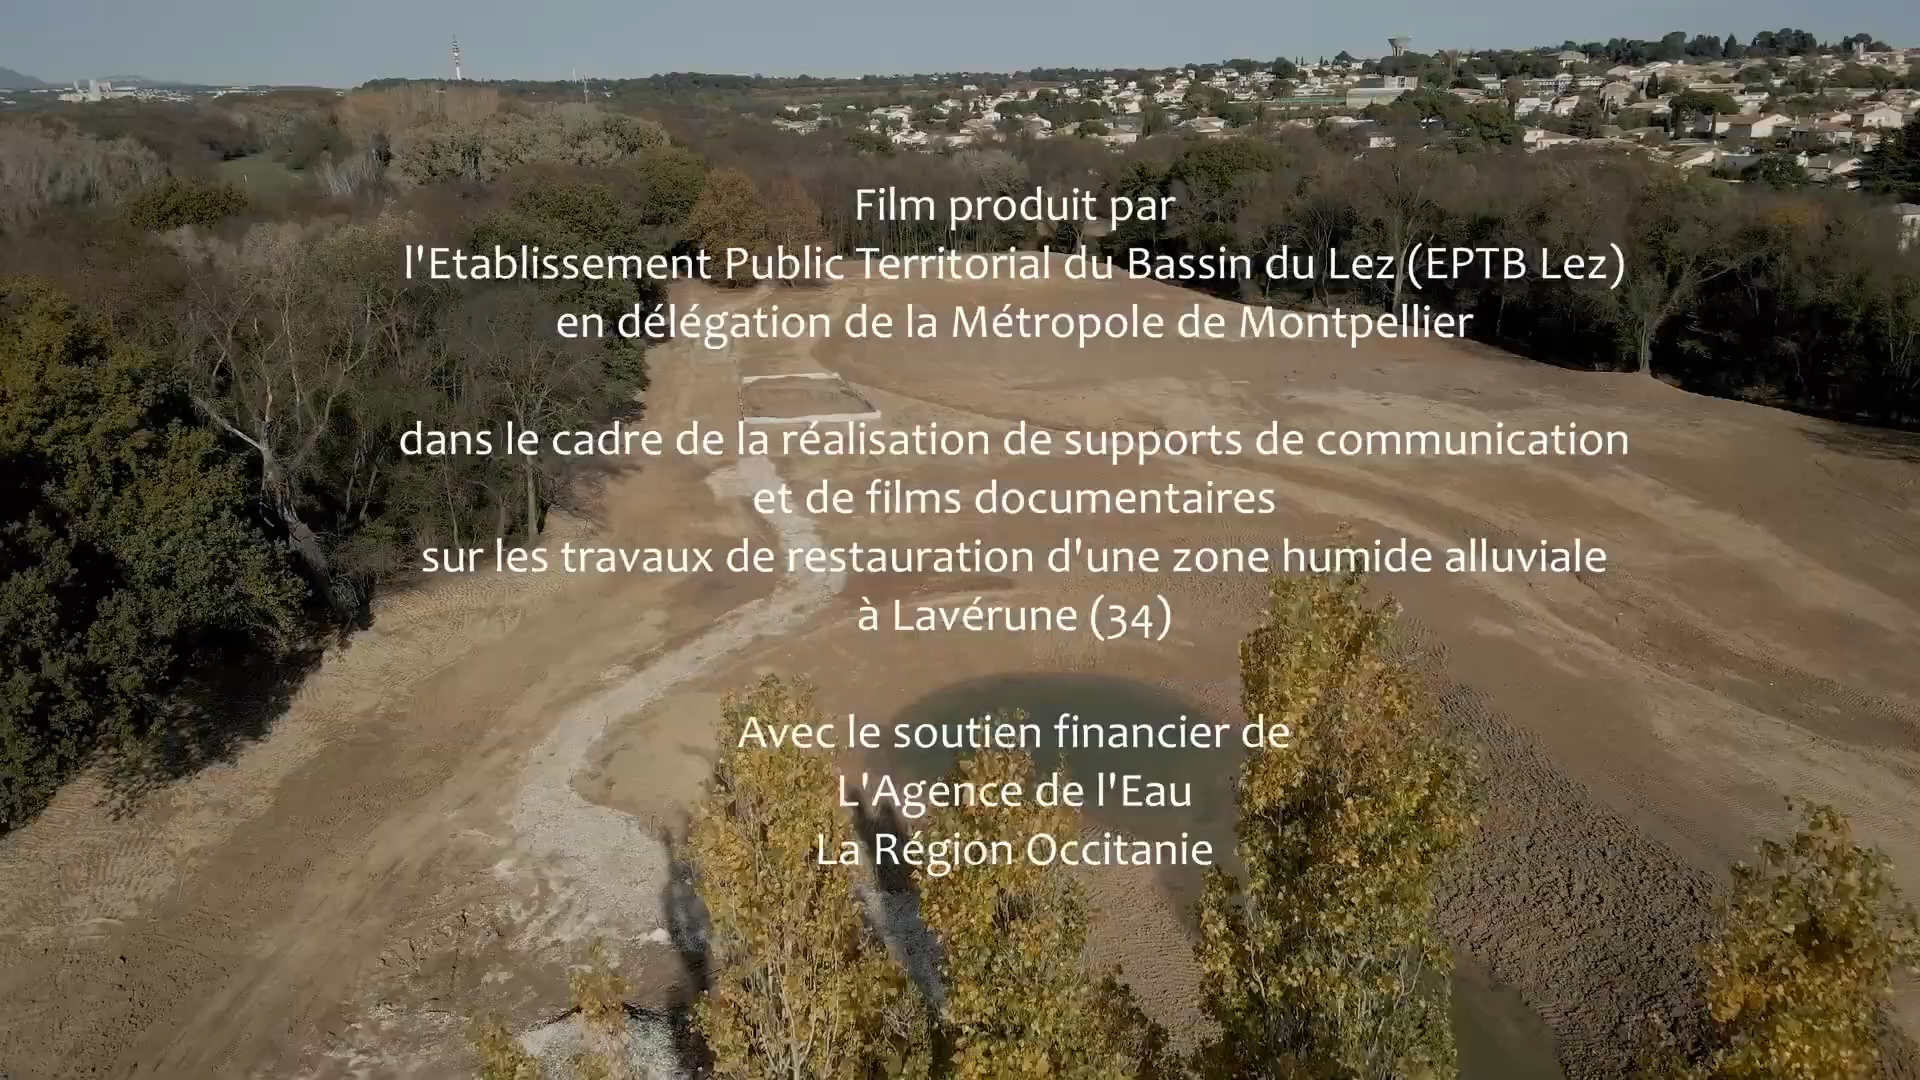 Film produit par
l'Etablissement Public Territorial du Bassin du Lez (EPTB Lez)
en délégation de la Métropole de Montpellier
dans le cadre de la réalisation de supports de communication
et de films documentaires
sur les travaux de restauration d'une zone humide alluviale
à Lavérune (34)
Avec le soutien financier de
L'Agence de l'Eau
La Région Occitanie